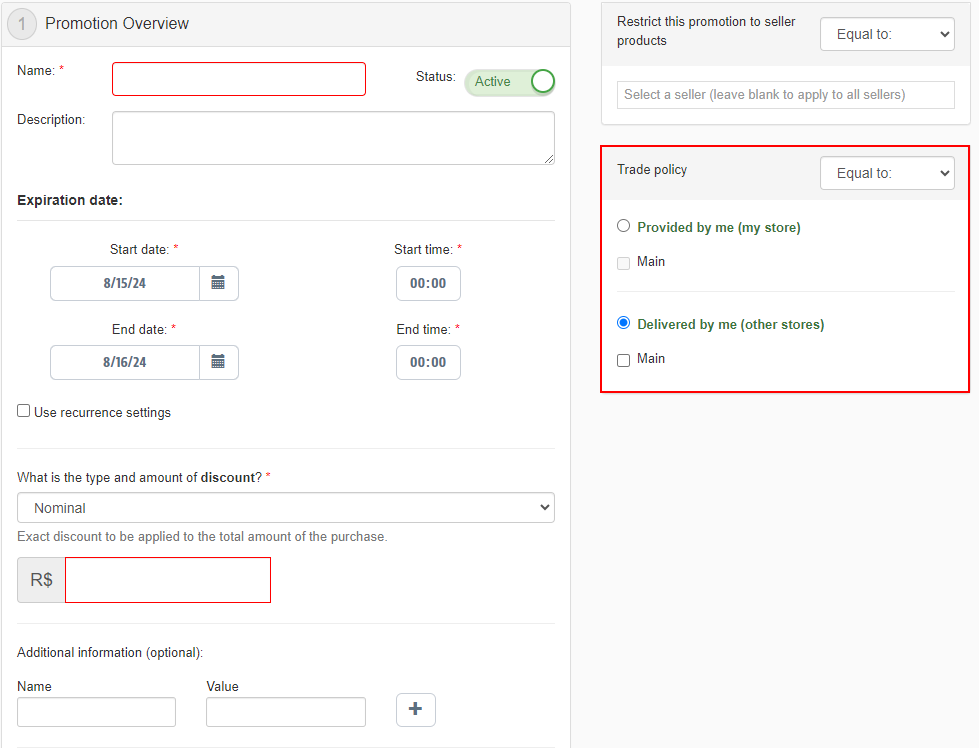 1 Promotion Overview
Name: *
Status: Active
Description:
Expiration date:
Start date: * Start time: *
8/15/24 00:00
End date: * End time: *
8/16/24 00:00
Use recurrence settings
What is the type and amount of discount? *
Nominal
Exact discount to be applied to the total amount of the purchase.
R$
Additional information (optional):
Name Value
+
Restrict this promotion to seller
products
Equal to:
Select a seller (leave blank to apply to all sellers)
Trade policy Equal to:
Provided by me (my store)
Main
Delivered by me (other stores)
Main